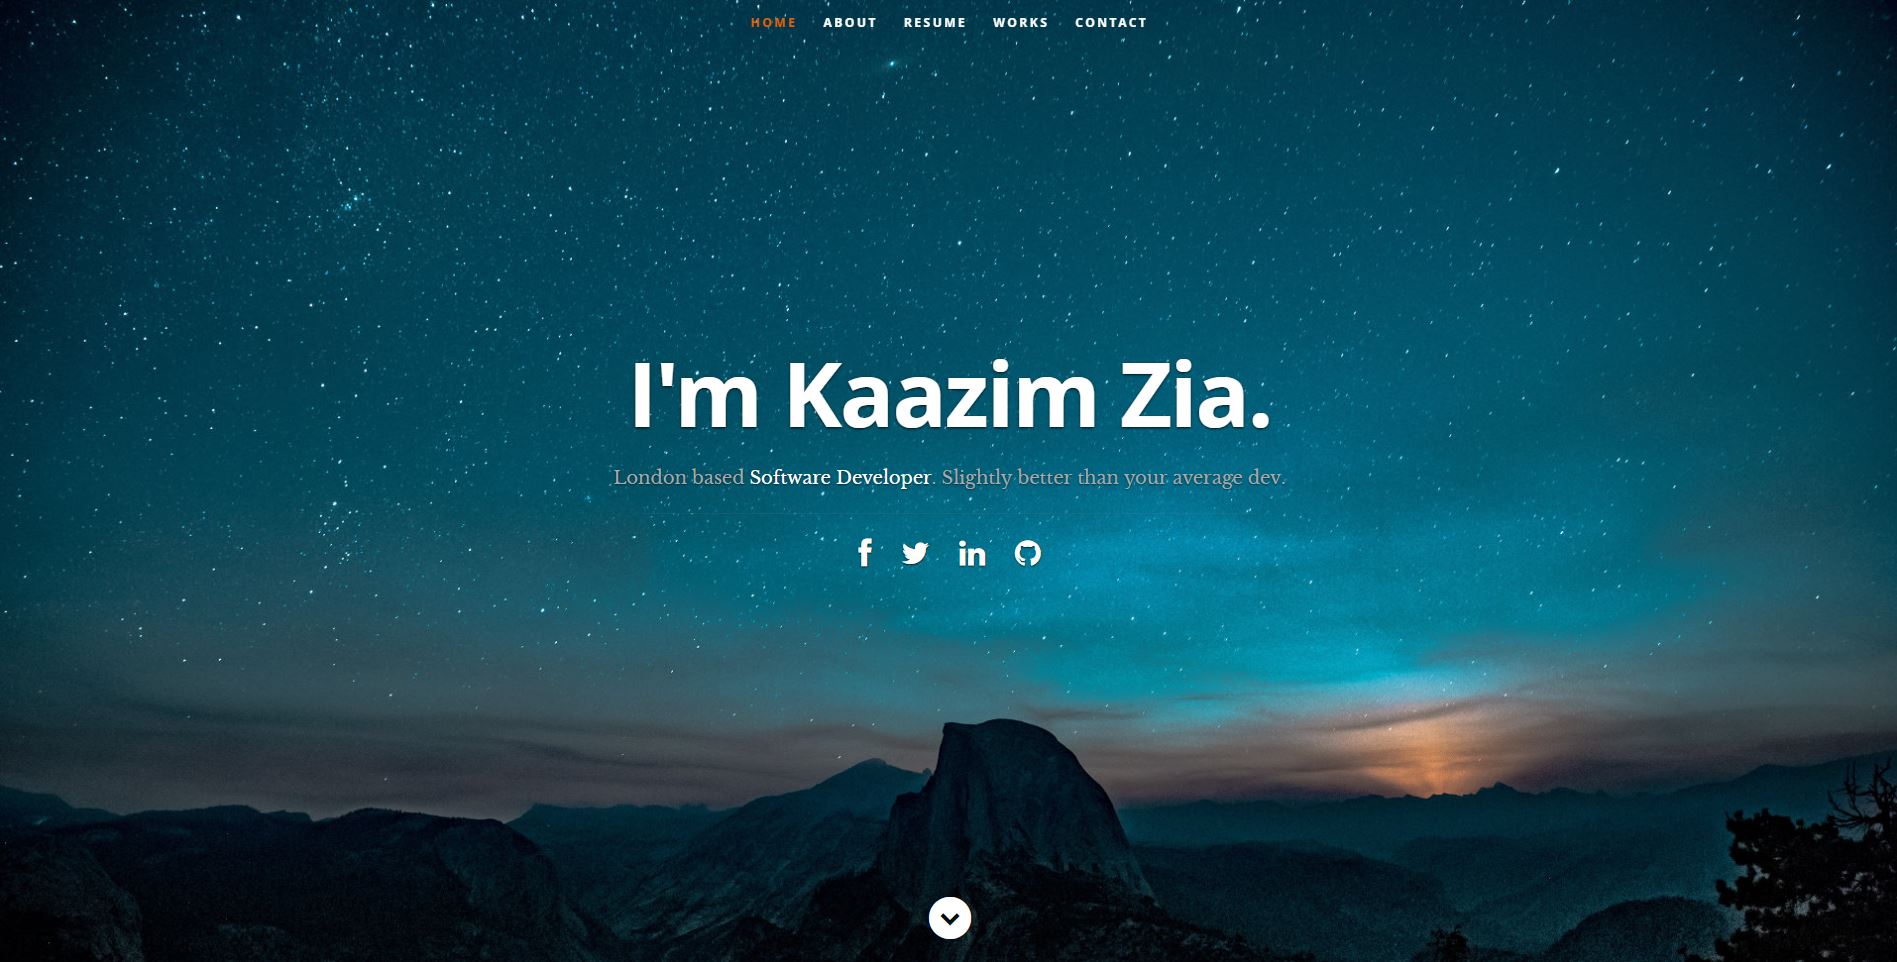 HOME ABOUT RESUME WORKS CONTACT
I'm Kaazim Zia.
London based Software Developer. Slightly better than your average dev.